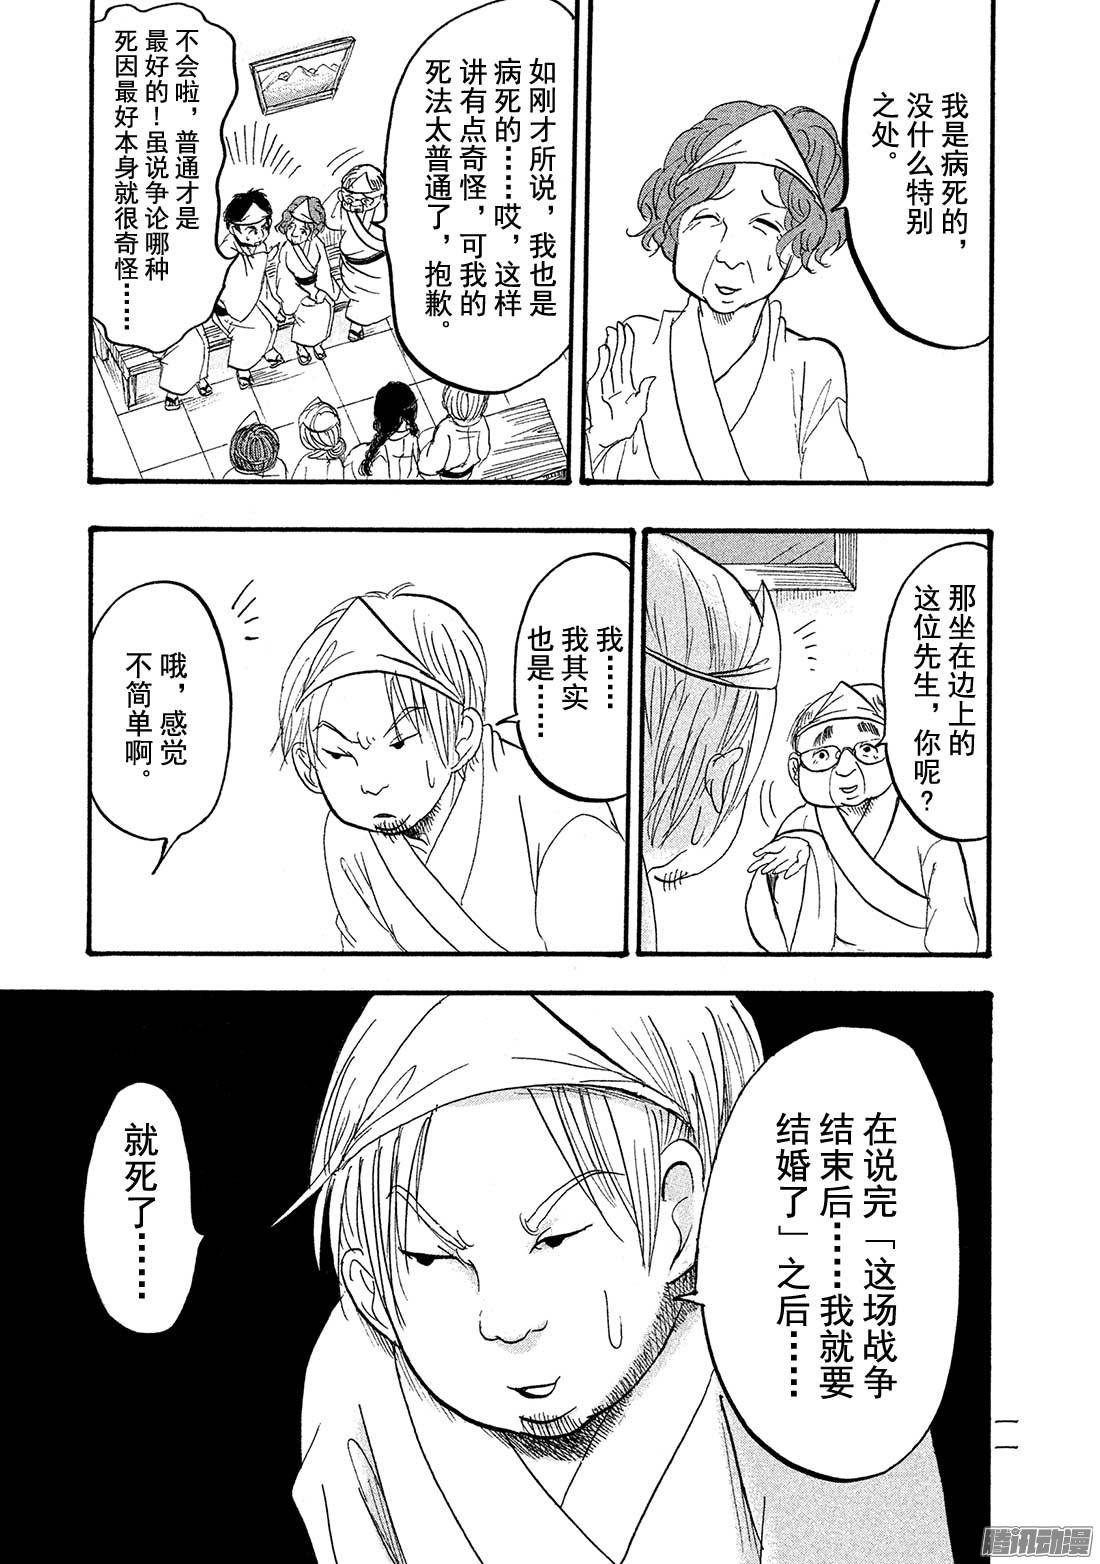 我是病死的，
没什么特别
之处。
如刚才所说，我也是
病死的……哎，这样
讲有点奇怪，可我的
死法太普通了，抱歉。
不会啦，普通才是
最好的！虽说争论哪种
死因最好本身就很奇怪……
那坐在边上的
这位先生，你呢？
我……
我其实
也是……
哦，感觉
不简单啊。
在说完「这场战争
结束后……我就要
结婚了」之后……
就死了……
一一
腾讯动漫